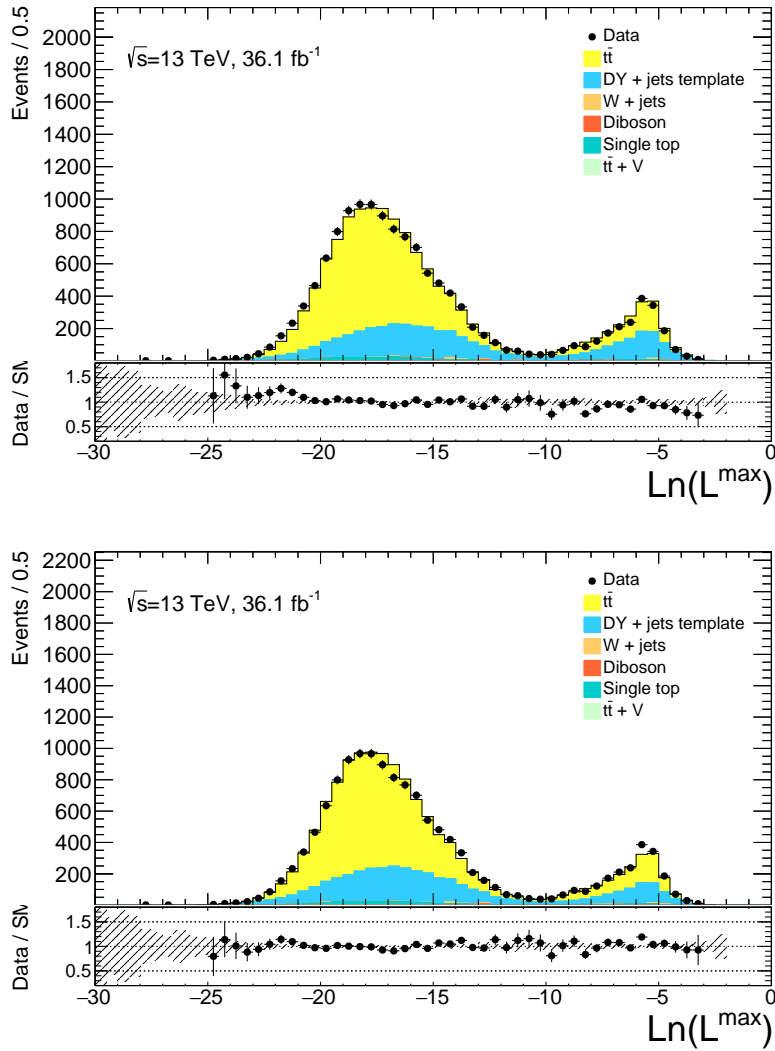 Events / 0.5
2000
1800
1600
1400
1200
1000
800
600
400
200
√s=13 TeV, 36.1 fb⁻¹
Data
tt̄
DY + jets template
W + jets
Diboson
Single top
tt̄ + V
Data / SM
1.5
1
0.5
−30 −25 −20 −15 −10 −5 0
Ln(Lᵐᵃˣ)
Events / 0.5
2200
2000
1800
1600
1400
1200
1000
800
600
400
200
√s=13 TeV, 36.1 fb⁻¹
Data
tt̄
DY + jets template
W + jets
Diboson
Single top
tt̄ + V
Data / SM
1.5
1
0.5
−30 −25 −20 −15 −10 −5 0
Ln(Lᵐᵃˣ)